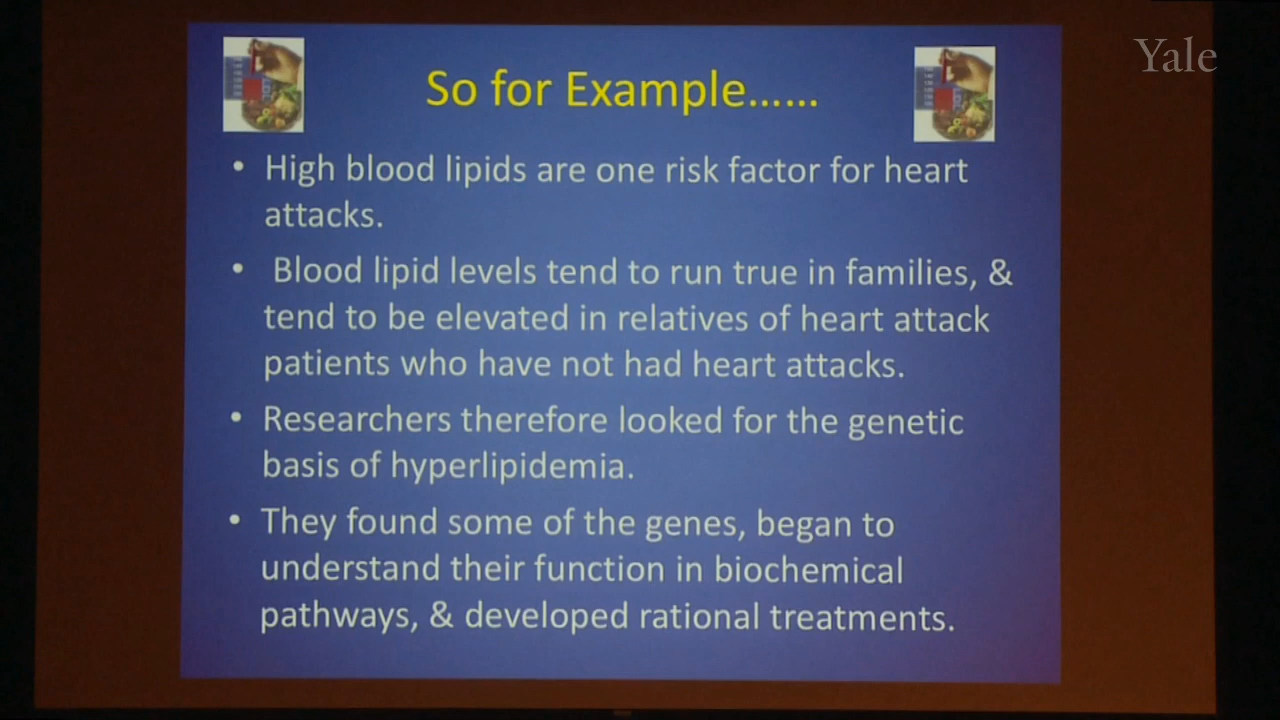 Yale
So for Example......
• High blood lipids are one risk factor for heart
attacks.
• Blood lipid levels tend to run true in families, &
tend to be elevated in relatives of heart attack
patients who have not had heart attacks.
• Researchers therefore looked for the genetic
basis of hyperlipidemia.
• They found some of the genes, began to
understand their function in biochemical
pathways, & developed rational treatments.